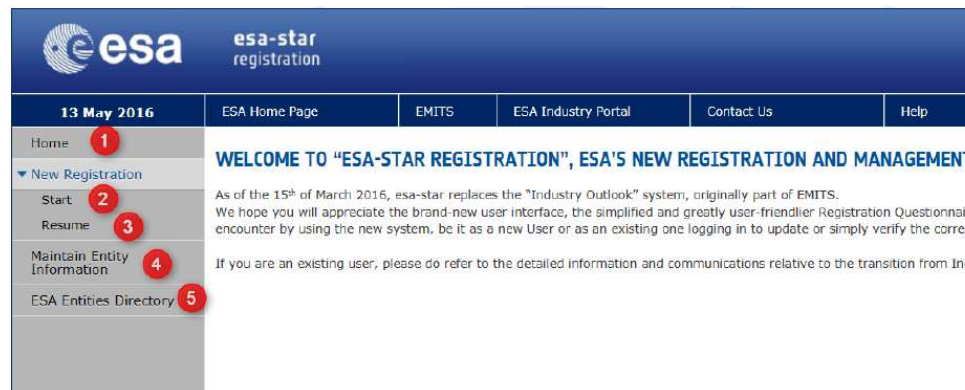 esa
esa-star
registration
13 May 2016
ESA Home Page
EMITS
ESA Industry Portal
Contact Us
Help
Home 1
New Registration
Start 2
Resume 3
Maintain Entity
Information 4
ESA Entities Directory 5
WELCOME TO “ESA-STAR REGISTRATION”, ESA'S NEW REGISTRATION AND MANAGEMENT
As of the 15th of March 2016, esa-star replaces the “Industry Outlook” system, originally part of EMITS.
We hope you will appreciate the brand-new user interface, the simplified and greatly user-friendlier Registration Questionnai
encounter by using the new system, be it as a new User or as an existing one logging in to update or simply verify the corre
If you are an existing user, please do refer to the detailed information and communications relative to the transition from In